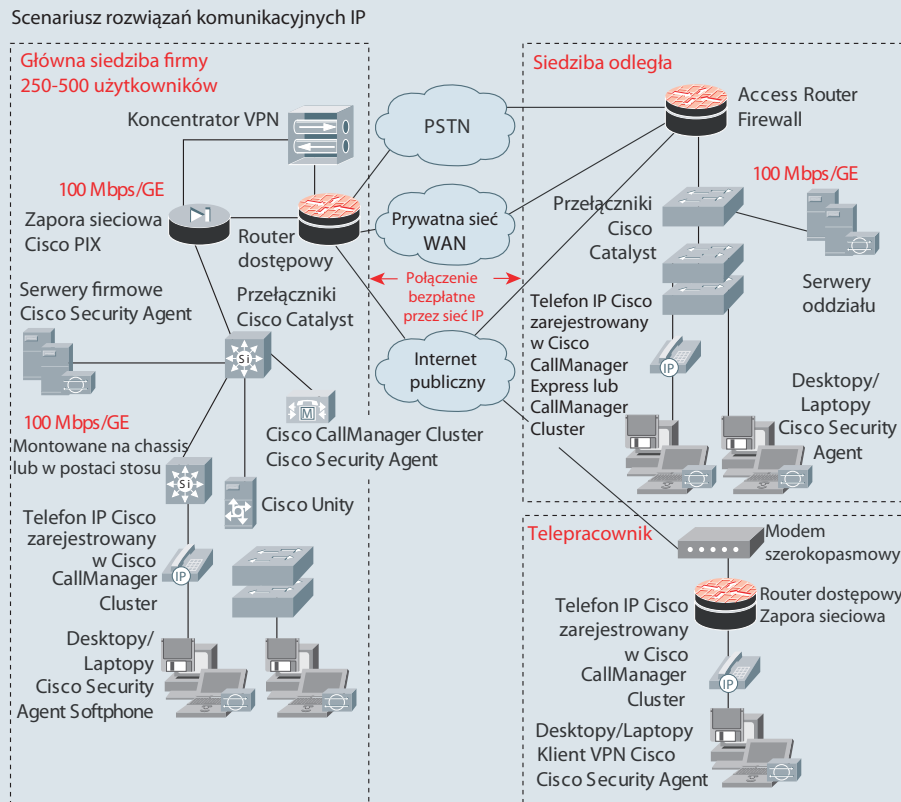 Scenariusz rozwiązań komunikacyjnych IP
Główna siedziba firmy
250-500 użytkowników
Koncentrator VPN
100 Mbps/GE
Zapora sieciowa
Cisco PIX
Router
dostępowy
Serwery firmowe
Cisco Security Agent
Przełączniki
Cisco Catalyst
Si
M
100 Mbps/GE
Montowane na chassis
lub w postaci stosu
Cisco CallManager Cluster
Cisco Security Agent
Si
Cisco Unity
Telefon IP Cisco
zarejestrowany
w Cisco
CallManager
Cluster
IP
Desktopy/
Laptopy
Cisco Security
Agent Softphone
PSTN
Prywatna sieć
WAN
Połączenie
bezpłatne
przez sieć IP
Internet
publiczny
Siedziba odległa
Access Router
Firewall
100 Mbps/GE
Przełączniki
Cisco
Catalyst
Serwery
oddziału
Telefon IP Cisco
zarejestrowany
w Cisco
CallManager
Express lub
CallManager
Cluster
IP
Desktopy/
Laptopy
Cisco Security
Agent
Telepracownik
Modem
szerokopasmowy
Router dostępowy
Zapora sieciowa
Telefon IP Cisco
zarejestrowany
w Cisco
CallManager
Cluster
IP
Desktopy/Laptopy
Klient VPN Cisco
Cisco Security Agent